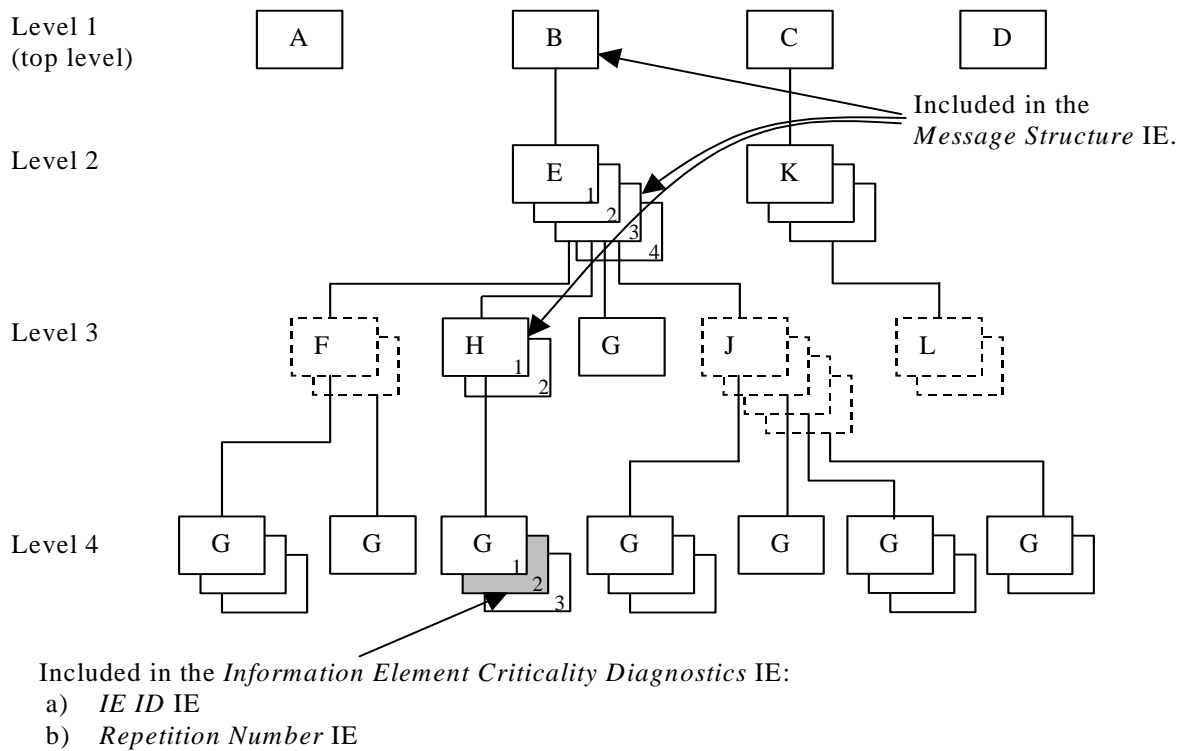 Level 1
(top level)
A
B
C
D
Included in the
Message Structure IE.
Level 2
E
1
2
3
4
K
Level 3
F
H
1
2
G
J
L
Level 4
G
G
G
1
2
3
G
G
G
G
Included in the Information Element Criticality Diagnostics IE:
a) IE ID IE
b) Repetition Number IE